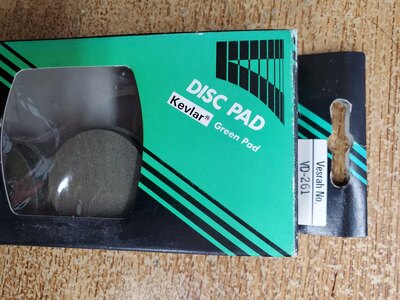 DISC PAD
Kevlar® Green Pad
Vesrah No.
VD-261